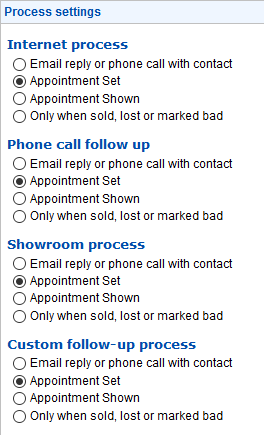 Process settings
Internet process
Email reply or phone call with contact
Appointment Set
Appointment Shown
Only when sold, lost or marked bad
Phone call follow up
Email reply or phone call with contact
Appointment Set
Appointment Shown
Only when sold, lost or marked bad
Showroom process
Email reply or phone call with contact
Appointment Set
Appointment Shown
Only when sold, lost or marked bad
Custom follow-up process
Email reply or phone call with contact
Appointment Set
Appointment Shown
Only when sold, lost or marked bad